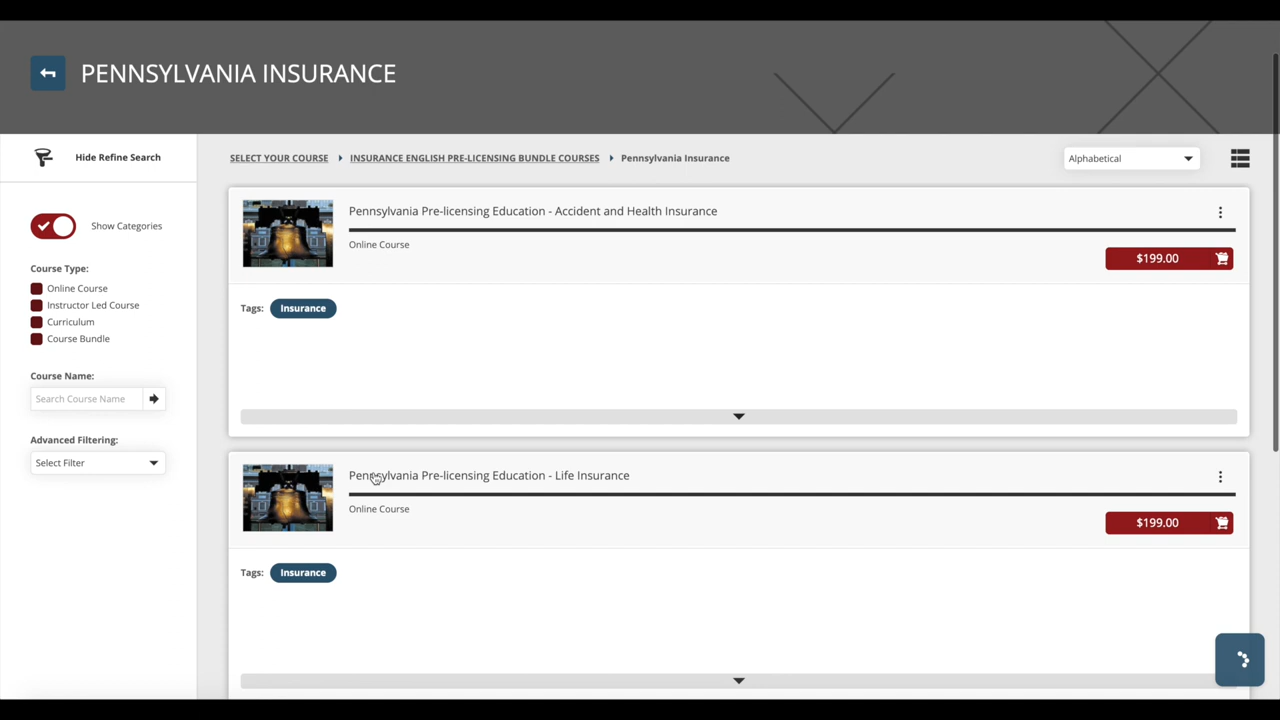 PENNSYLVANIA INSURANCE
Hide Refine Search
SELECT YOUR COURSE
INSURANCE ENGLISH PRE-LICENSING BUNDLE COURSES
Pennsylvania Insurance
Alphabetical
Show Categories
Course Type:
Online Course
Instructor Led Course
Curriculum
Course Bundle
Course Name:
Search Course Name
Advanced Filtering:
Select Filter
Pennsylvania Pre-licensing Education - Accident and Health Insurance
Online Course
$199.00
Tags: Insurance
Pennsylvania Pre-licensing Education - Life Insurance
Online Course
$199.00
Tags: Insurance